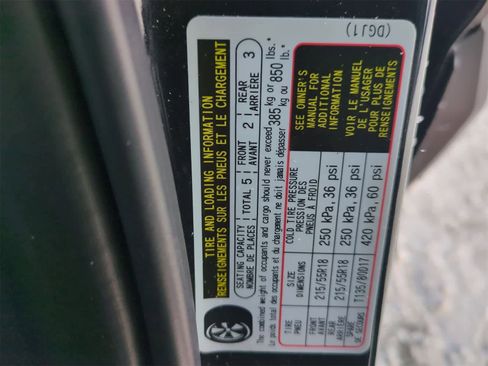 (DGJ1)
TIRE AND LOADING INFORMATION
RENSEIGNEMENTS SUR LES PNEUS ET LE CHARGEMENT
SEATING CAPACITY
NOMBRE DE PLACES
TOTAL 5
FRONT
AVANT 2
REAR
ARRIÈRE 3
The combined weight of occupants and cargo should never exceed 385 kg or 850 lbs.*
Le poids total des occupants et du chargement ne doit jamais dépasser 385 kg ou 850 lb.*
TIRE
PNEU
SIZE
DIMENSIONS
COLD TIRE PRESSURE
PRESSION DES
PNEUS A FROID
FRONT
AVANT
215/55R18
250 kPa, 36 psi
REAR
ARRIÈRE
215/55R18
250 kPa, 36 psi
SPARE
DE SECOURS
T135/80D17
420 kPa, 60 psi
SEE OWNER'S
MANUAL FOR
ADDITIONAL
INFORMATION
VOIR LE MANUEL
DE L'USAGER
POUR PLUS DE
RENSEIGNEMENTS